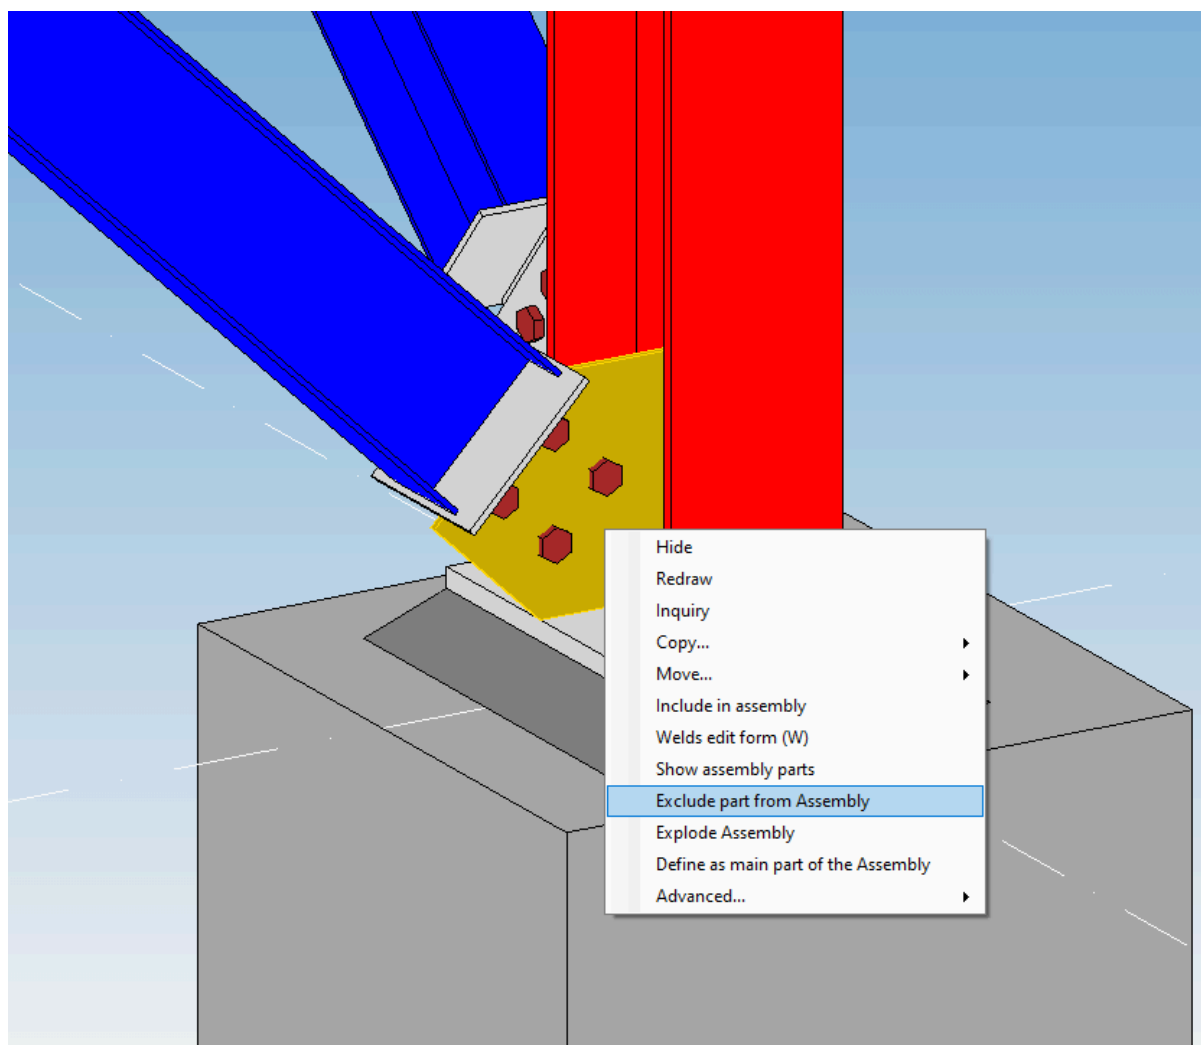 Hide
Redraw
Inquiry
Copy...
Move...
Include in assembly
Welds edit form (W)
Show assembly parts
Exclude part from Assembly
Explode Assembly
Define as main part of the Assembly
Advanced...